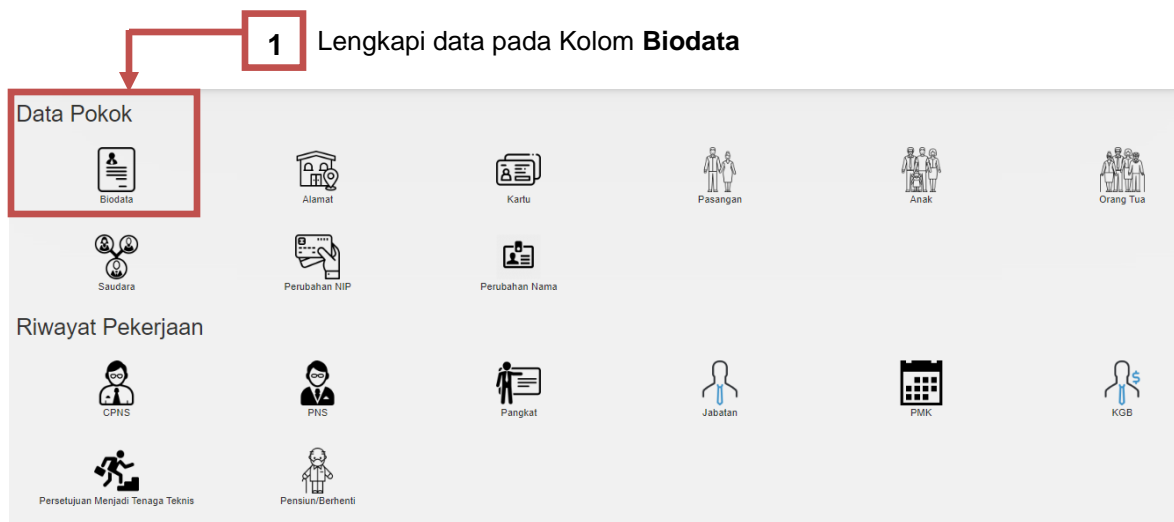 1 Lengkapi data pada Kolom Biodata
Data Pokok
Biodata Alamat Kartu Pasangan Anak Orang Tua
Saudara Perubahan NIP Perubahan Nama
Riwayat Pekerjaan
CPNS PNS Pangkat Jabatan PMK KGB
Persetujuan Menjadi Tenaga Teknis Pensiun/Berhenti